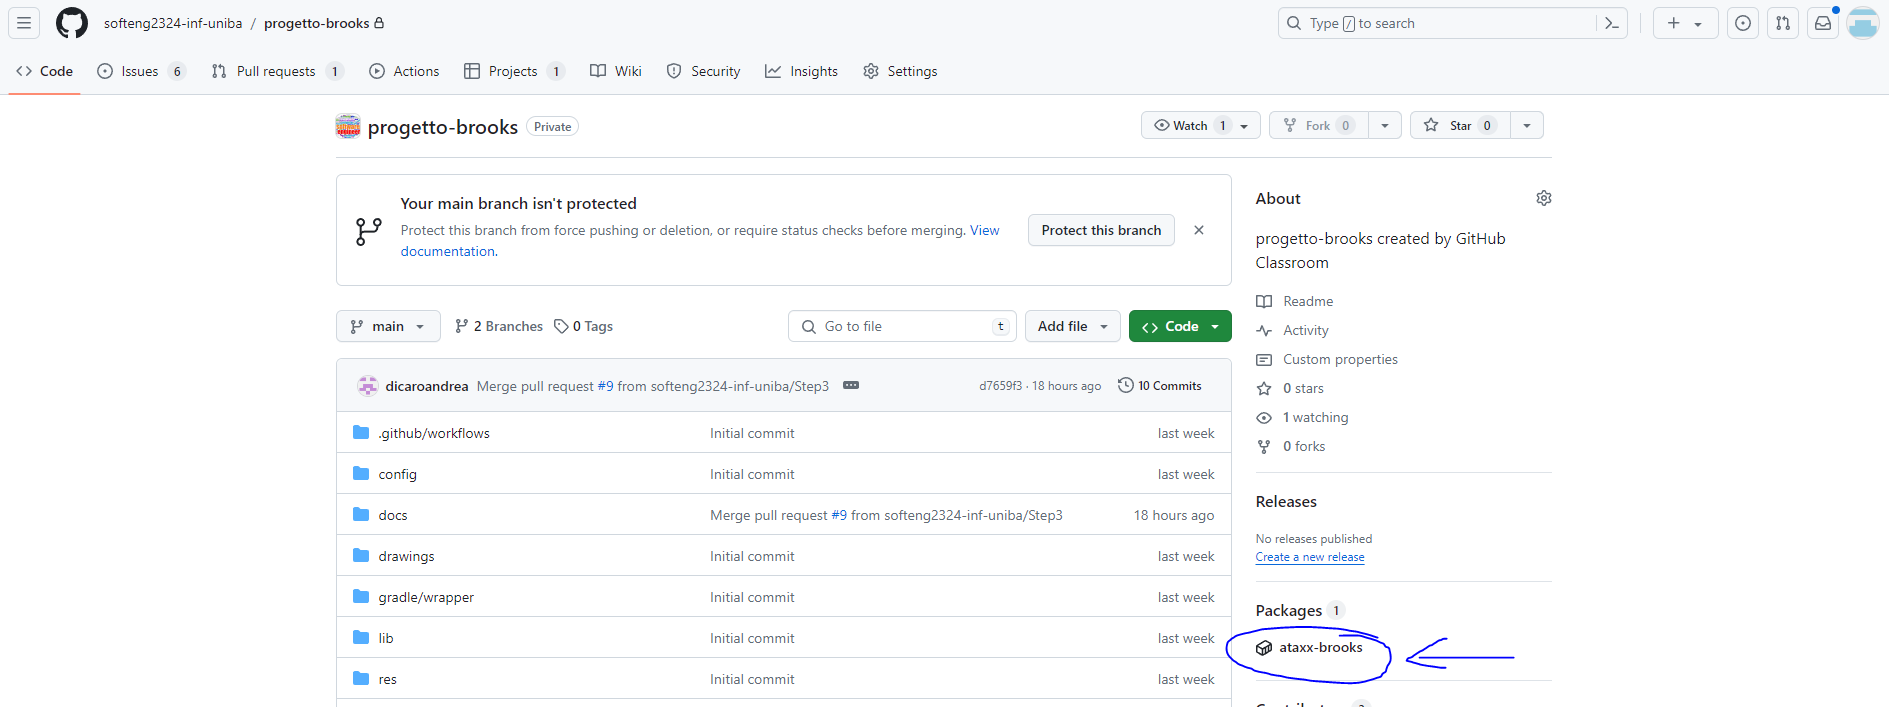 softeng2324-inf-uniba / progetto-brooks
Type / to search
Code
Issues 6
Pull requests 1
Actions
Projects 1
Wiki
Security
Insights
Settings
progetto-brooks Private
Watch 1
Fork 0
Star 0
Your main branch isn't protected
Protect this branch from force pushing or deletion, or require status checks before merging. View
documentation.
Protect this branch
main
2 Branches
0 Tags
Go to file t
Add file
Code
dicaroandrea Merge pull request #9 from softeng2324-inf-uniba/Step3 d7659f3 · 18 hours ago 10 Commits
.github/workflows Initial commit last week
config Initial commit last week
docs Merge pull request #9 from softeng2324-inf-uniba/Step3 18 hours ago
drawings Initial commit last week
gradle/wrapper Initial commit last week
lib Initial commit last week
res Initial commit last week
About
progetto-brooks created by GitHub
Classroom
Readme
Activity
Custom properties
0 stars
1 watching
0 forks
Releases
No releases published
Create a new release
Packages 1
ataxx-brooks